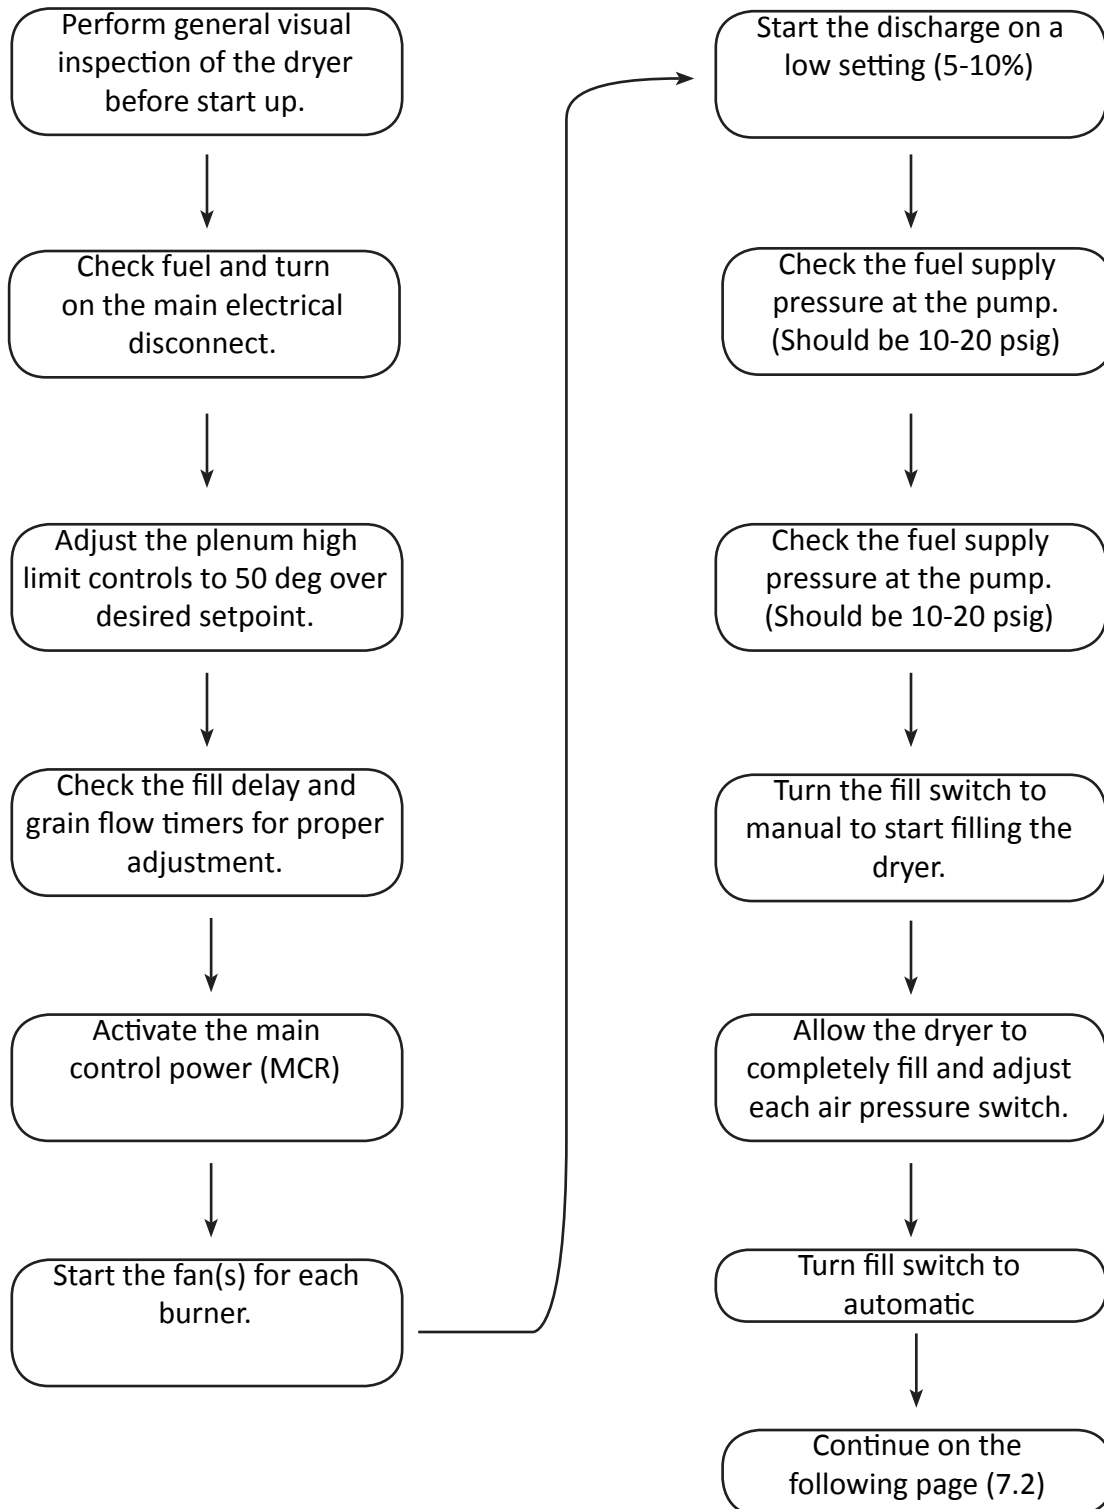 Perform general visual
inspection of the dryer
before start up.
Check fuel and turn
on the main electrical
disconnect.
Adjust the plenum high
limit controls to 50 deg over
desired setpoint.
Check the fill delay and
grain flow timers for proper
adjustment.
Activate the main
control power (MCR)
Start the fan(s) for each
burner.
Start the discharge on a
low setting (5-10%)
Check the fuel supply
pressure at the pump.
(Should be 10-20 psig)
Check the fuel supply
pressure at the pump.
(Should be 10-20 psig)
Turn the fill switch to
manual to start filling the
dryer.
Allow the dryer to
completely fill and adjust
each air pressure switch.
Turn fill switch to
automatic
Continue on the
following page (7.2)